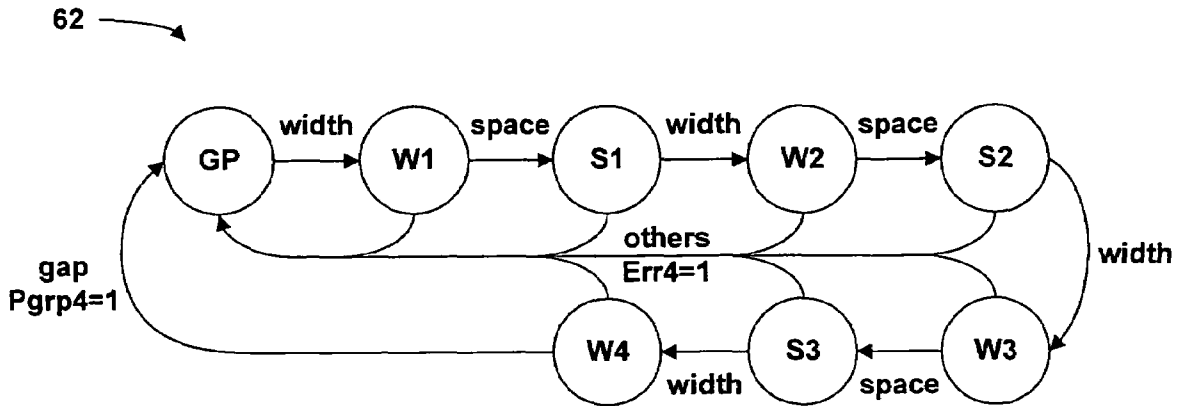 62
width
space
width
space
GP
W1
S1
W2
S2
others
Err4=1
width
gap
Pgrp4=1
W4
S3
W3
width
space